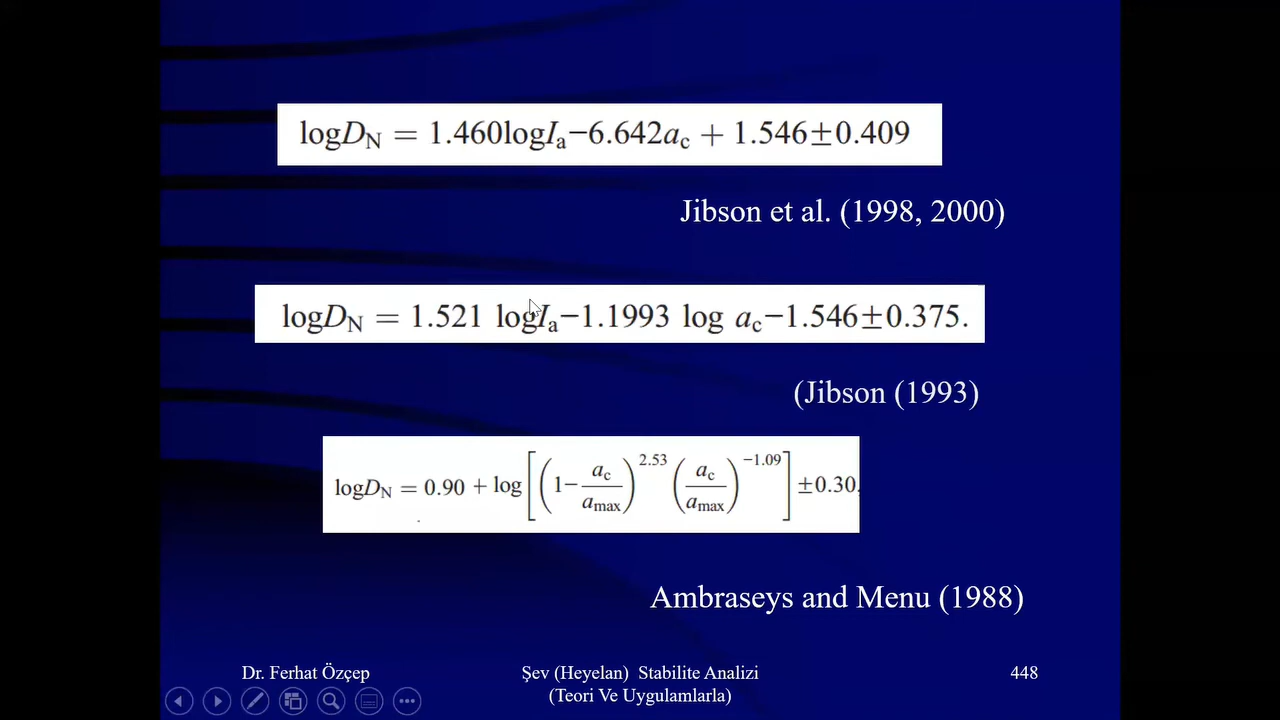 logD_N = 1.460logI_a−6.642a_c + 1.546±0.409
Jibson et al. (1998, 2000)
logD_N = 1.521 logI_a−1.1993 log a_c−1.546±0.375.
(Jibson (1993)
logD_N = 0.90 + log[(1−a_c/a_max)^2.53 (a_c/a_max)^−1.09] ±0.30,
Ambraseys and Menu (1988)
Dr. Ferhat Özçep
Şev (Heyelan) Stabilite Analizi
(Teori Ve Uygulamlarla)
448